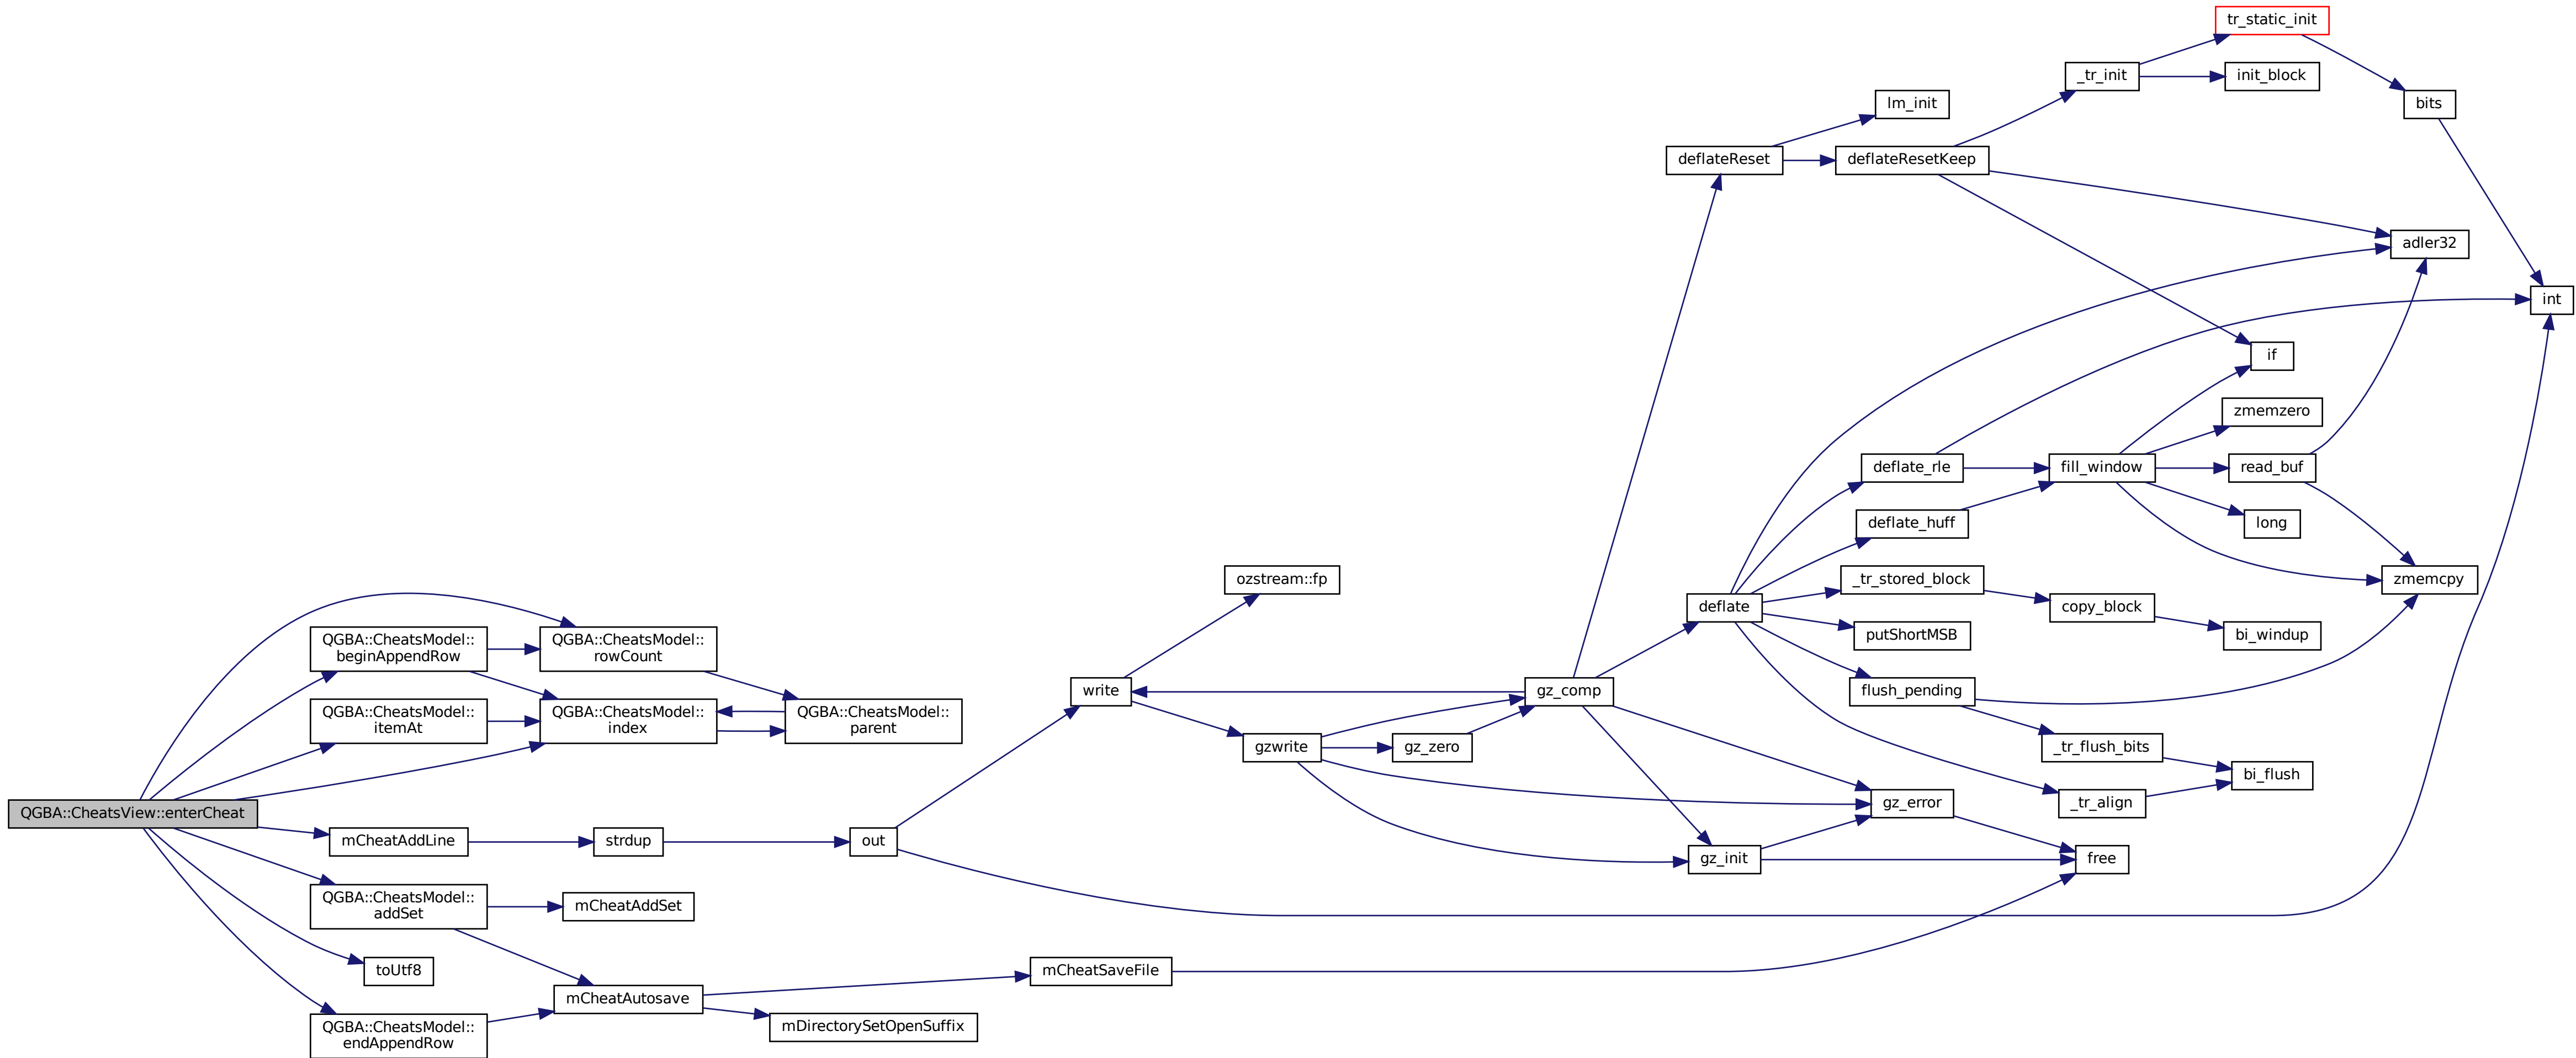 QGBA::CheatsView::enterCheat
QGBA::CheatsModel::
beginAppendRow
QGBA::CheatsModel::
itemAt
mCheatAddLine
QGBA::CheatsModel::
addSet
toUtf8
QGBA::CheatsModel::
endAppendRow
QGBA::CheatsModel::
rowCount
QGBA::CheatsModel::
index
strdup
mCheatAddSet
mCheatAutosave
QGBA::CheatsModel::
parent
out
mDirectorySetOpenSuffix
mCheatSaveFile
write
ozstream::fp
gzwrite
gz_zero
gz_comp
deflateReset
deflate
gz_init
lm_init
deflateResetKeep
deflate_rle
deflate_huff
_tr_stored_block
putShortMSB
flush_pending
gz_error
_tr_init
fill_window
copy_block
_tr_flush_bits
_tr_align
free
tr_static_init
init_block
if
zmemzero
read_buf
long
bi_windup
bi_flush
bits
adler32
zmemcpy
int